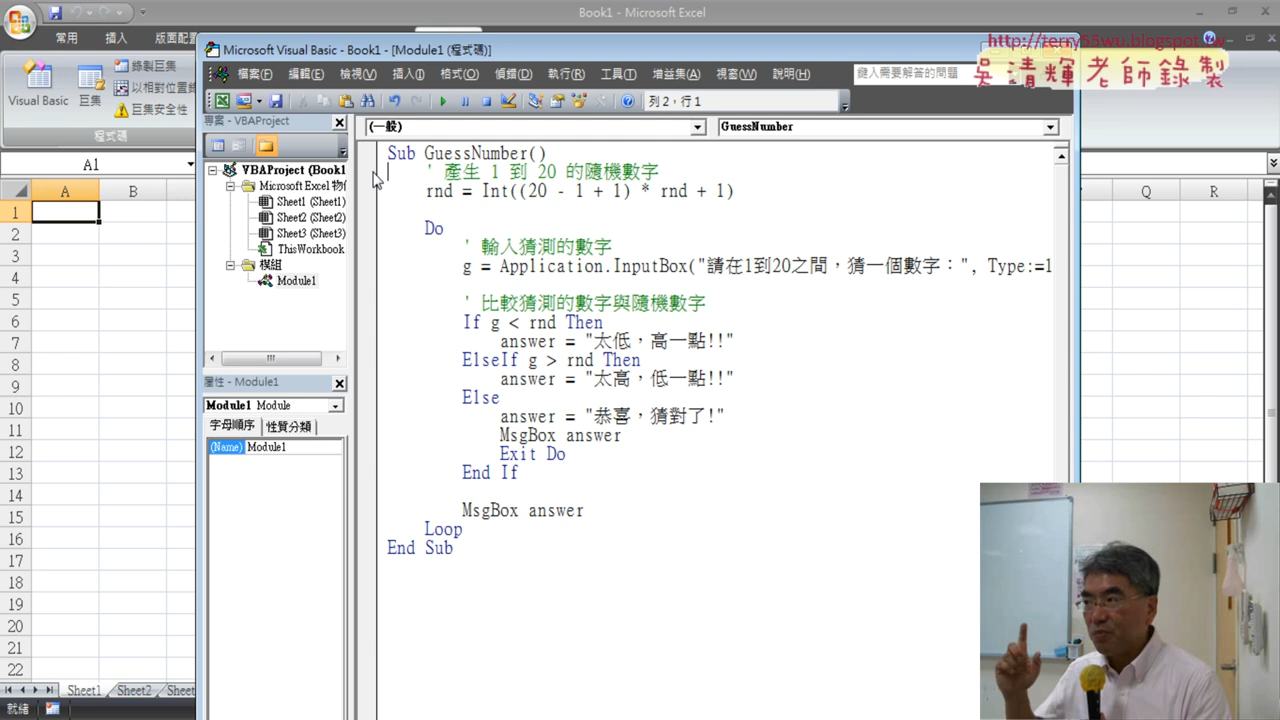 Book1 - Microsoft Excel
常用
插入
版面配置
Visual Basic
巨集
錄製巨集
以相對位置錄
巨集安全性
程式碼
A1
A
B
Q
R
1
2
3
4
5
6
7
8
9
10
11
12
13
14
15
16
17
18
19
20
21
22
Sheet1
Sheet2
Sheet
就緒
http://terry55wu.blogspot.tw
吳清輝老師錄製
Microsoft Visual Basic - Book1 - [Module1 (程式碼)]
檔案(F)
編輯(E)
檢視(V)
插入(I)
格式(O)
偵錯(D)
執行(R)
工具(T)
增益集(A)
視窗(W)
說明(H)
鍵入需要解答的問題
列 2，行 1
專案 - VBAProject
VBAProject (Book1
Microsoft Excel 物件
Sheet1 (Sheet1)
Sheet2 (Sheet2)
Sheet3 (Sheet3)
ThisWorkbook
模組
Module1
屬性 - Module1
Module1 Module
字母順序
性質分類
(Name) Module1
(一般)
GuessNumber
Sub GuessNumber()
' 產生 1 到 20 的隨機數字
rnd = Int((20 - 1 + 1) * rnd + 1)
Do
' 輸入猜測的數字
g = Application.InputBox("請在1到20之間，猜一個數字：", Type:=1
' 比較猜測的數字與隨機數字
If g < rnd Then
answer = "太低，高一點!!"
ElseIf g > rnd Then
answer = "太高，低一點!!"
Else
answer = "恭喜，猜對了!"
MsgBox answer
Exit Do
End If
MsgBox answer
Loop
End Sub